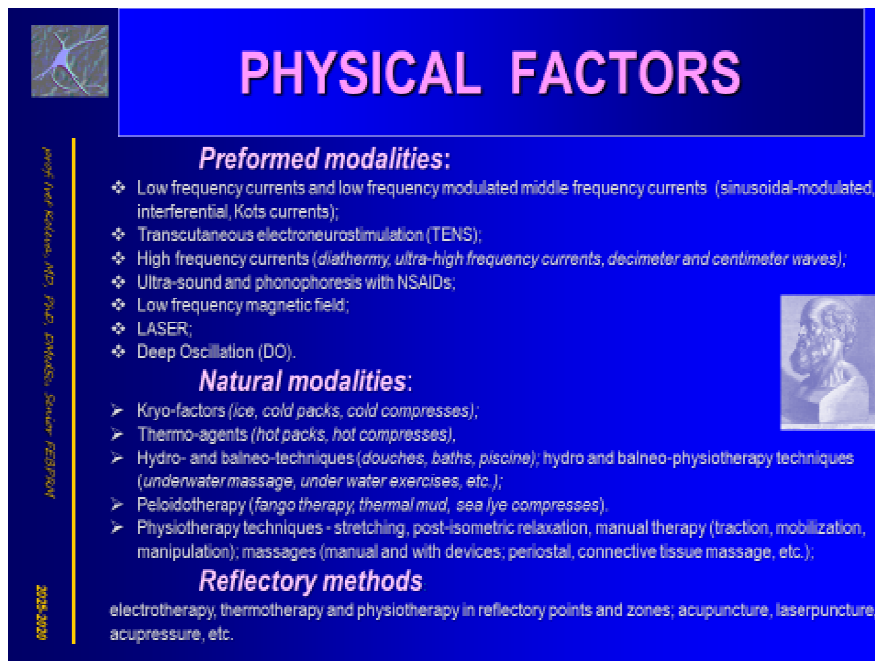 PHYSICAL FACTORS
Preformed modalities:
Low frequency currents and low frequency modulated middle frequency currents (sinusoidal-modulated,
interferential, Kots currents);
Transcutaneous electroneurostimulation (TENS);
High frequency currents (diathermy, ultra-high frequency currents, decimeter and centimeter waves);
Ultra-sound and phonophoresis with NSAIDs;
Low frequency magnetic field;
LASER;
Deep Oscillation (DO).
Natural modalities:
Kryo-factors (ice, cold packs, cold compresses);
Thermo-agents (hot packs, hot compresses),
Hydro- and balneo-techniques (douches, baths, piscine); hydro and balneo-physiotherapy techniques
(underwater massage, under water exercises, etc.);
Peloidotherapy (fango therapy, thermal mud, sea lye compresses).
Physiotherapy techniques - stretching, post-isometric relaxation, manual therapy (traction, mobilization,
manipulation); massages (manual and with devices; periostal, connective tissue massage, etc.);
Reflectory methods:
electrotherapy, thermotherapy and physiotherapy in reflectory points and zones; acupuncture, laserpuncture,
acupressure, etc.
MD, PhD, Senior